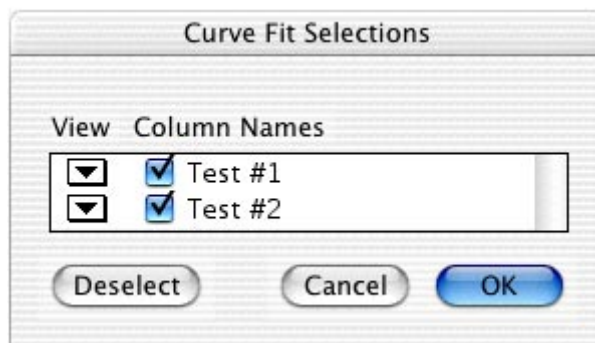 Curve Fit Selections
View Column Names
Test #1
Test #2
Deselect Cancel OK